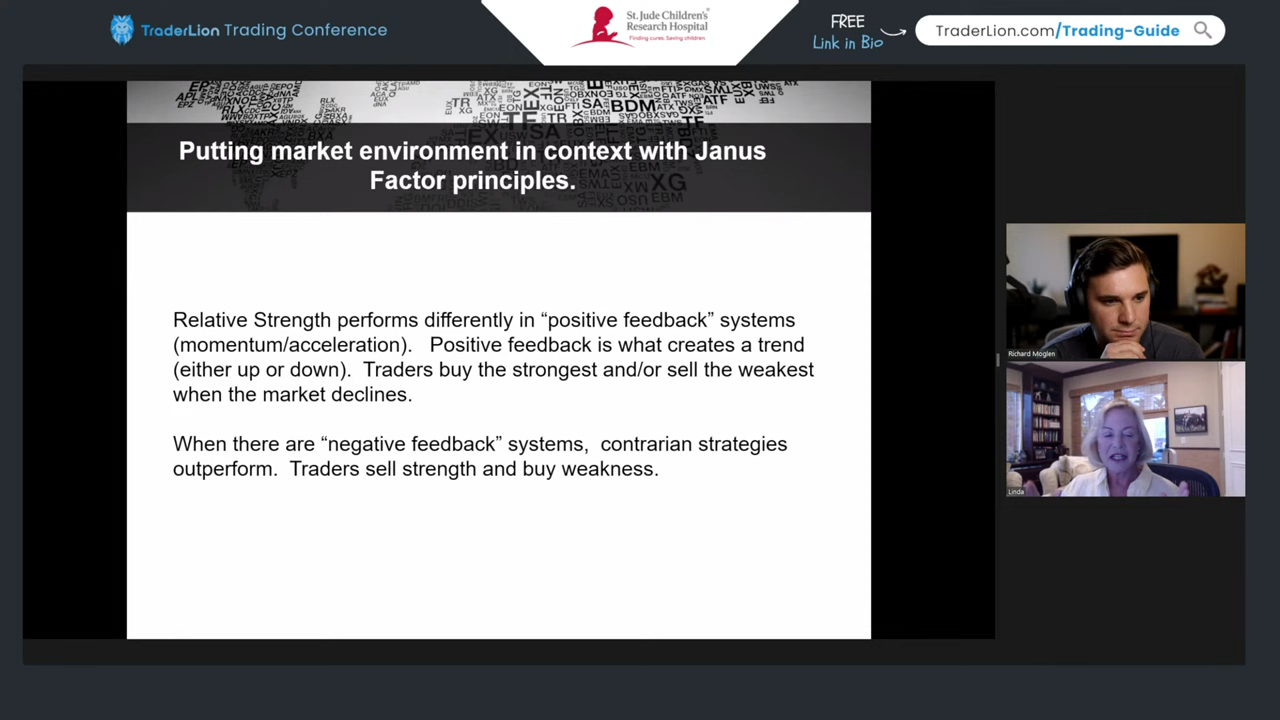 TraderLion Trading Conference
St. Jude Children's
Research Hospital
Finding cures. Saving children.
FREE
Link in Bio
TraderLion.com/Trading-Guide
Putting market environment in context with Janus
Factor principles.
Relative Strength performs differently in “positive feedback” systems
(momentum/acceleration).   Positive feedback is what creates a trend
(either up or down).  Traders buy the strongest and/or sell the weakest
when the market declines.
When there are “negative feedback” systems,  contrarian strategies
outperform.  Traders sell strength and buy weakness.
Richard Moglen
Linda